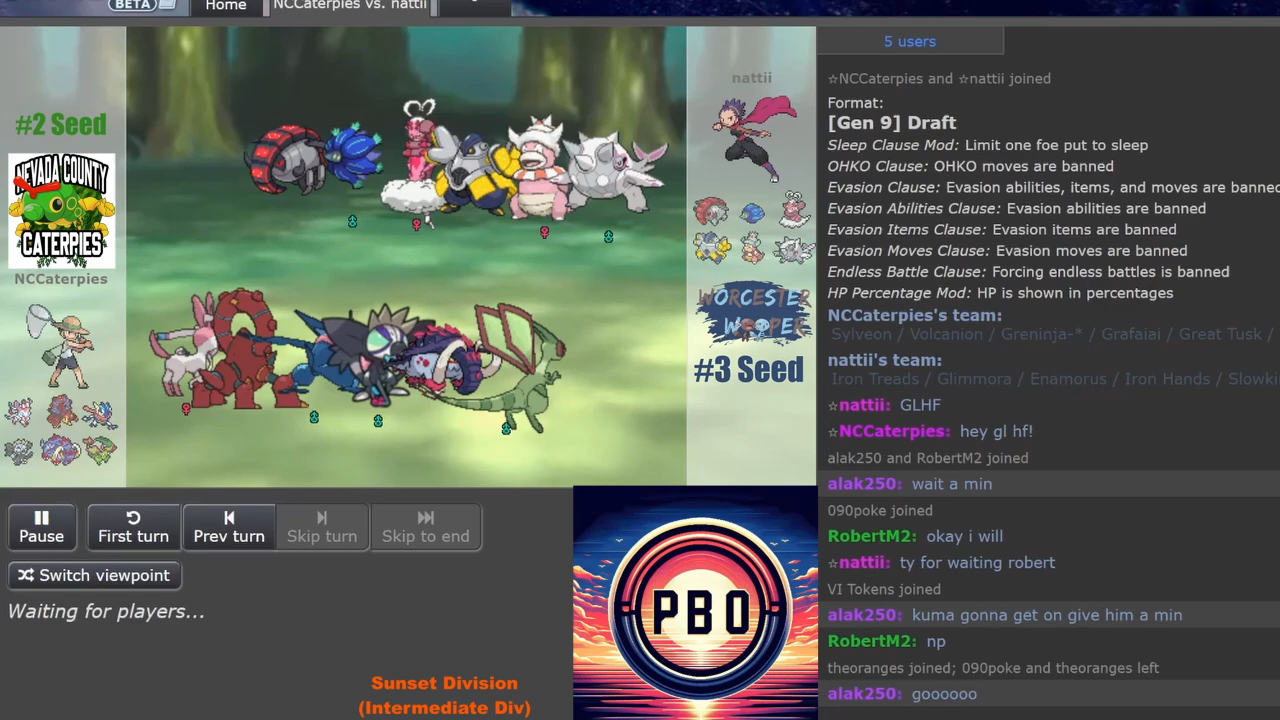 BETA
Home
NCCaterpies vs. nattii
#2 Seed
NEVADA COUNTY
CATERPIES
NCCaterpies
nattii
WORCESTER
WOOPER
#3 Seed
Pause
First turn
Prev turn
Skip turn
Skip to end
Switch viewpoint
Waiting for players...
Sunset Division
(Intermediate Div)
PBO
5 users
☆NCCaterpies and ☆nattii joined
Format:
[Gen 9] Draft
Sleep Clause Mod: Limit one foe put to sleep
OHKO Clause: OHKO moves are banned
Evasion Clause: Evasion abilities, items, and moves are banned
Evasion Abilities Clause: Evasion abilities are banned
Evasion Items Clause: Evasion items are banned
Evasion Moves Clause: Evasion moves are banned
Endless Battle Clause: Forcing endless battles is banned
HP Percentage Mod: HP is shown in percentages
NCCaterpies's team:
Sylveon / Volcanion / Greninja-* / Grafaiai / Great Tusk /
nattii's team:
Iron Treads / Glimmora / Enamorus / Iron Hands / Slowki
☆nattii: GLHF
☆NCCaterpies: hey gl hf!
alak250 and RobertM2 joined
alak250: wait a min
090poke joined
RobertM2: okay i will
☆nattii: ty for waiting robert
VI Tokens joined
alak250: kuma gonna get on give him a min
RobertM2: np
theoranges joined; 090poke and theoranges left
alak250: goooooo